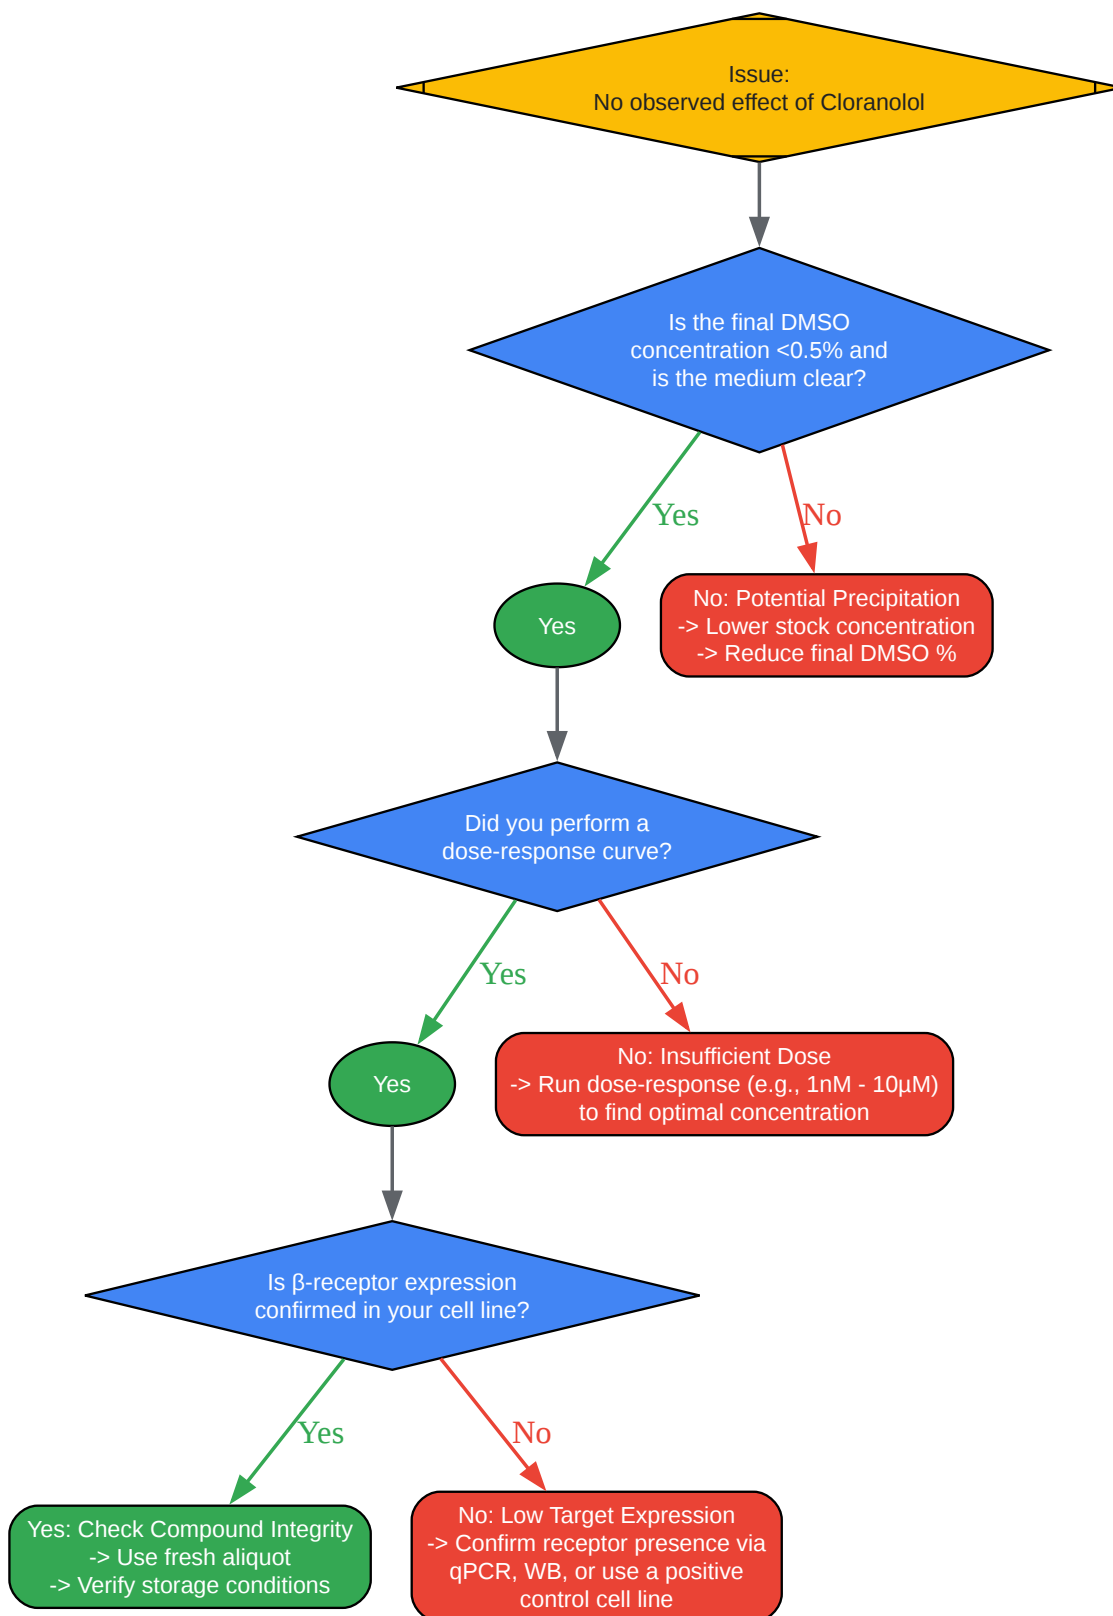 Issue:
No observed effect of Cloranolol
Is the final DMSO
concentration <0.5% and
is the medium clear?
Yes
No
Yes
No: Potential Precipitation
-> Lower stock concentration
-> Reduce final DMSO %
Did you perform a
dose-response curve?
Yes
No
Yes
No: Insufficient Dose
-> Run dose-response (e.g., 1nM - 10µM)
to find optimal concentration
Is β-receptor expression
confirmed in your cell line?
Yes
No
Yes: Check Compound Integrity
-> Use fresh aliquot
-> Verify storage conditions
No: Low Target Expression
-> Confirm receptor presence via
qPCR, WB, or use a positive
control cell line